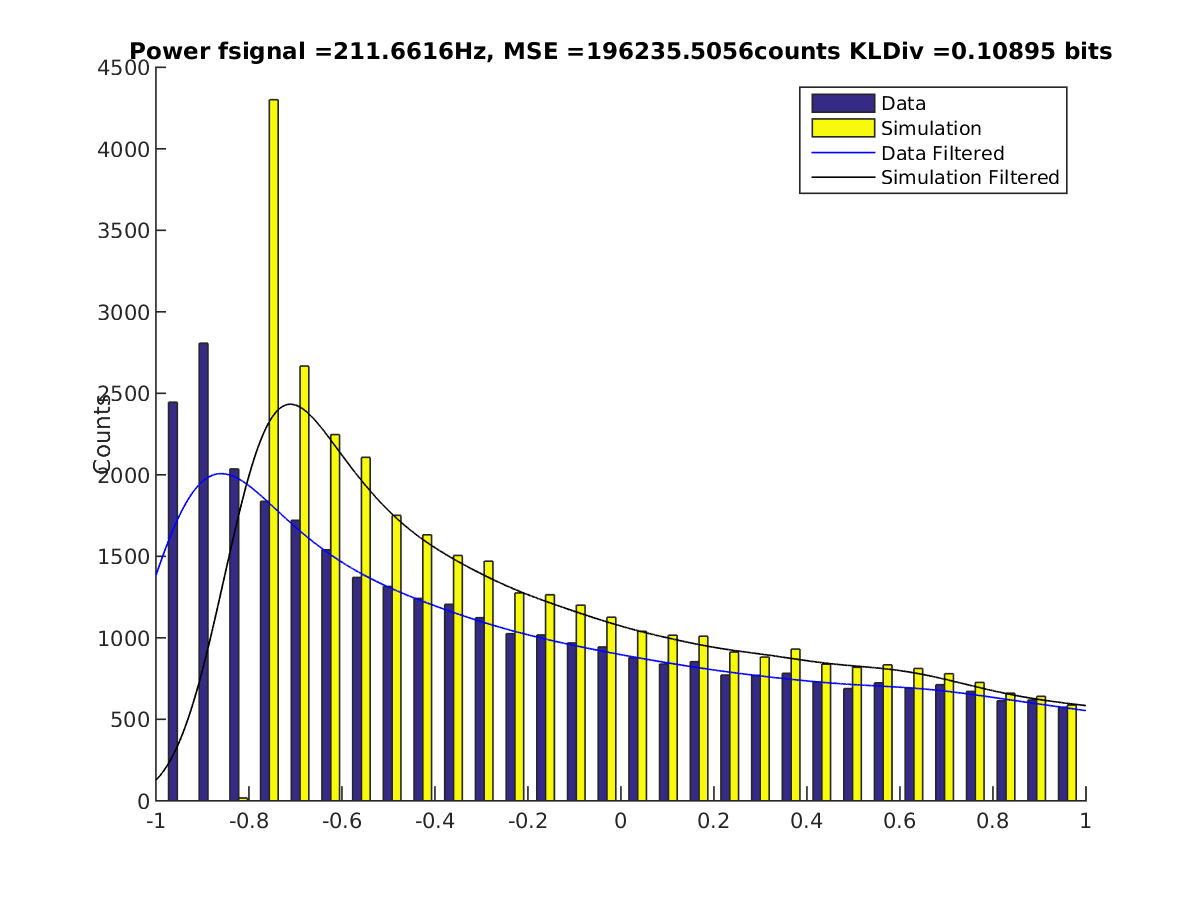 Power fsignal =211.6616Hz, MSE =196235.5056counts KLDiv =0.10895 bits
Data
Simulation
Data Filtered
Simulation Filtered
Counts
4500
4000
3500
3000
2500
2000
1500
1000
500
0
-1 -0.8 -0.6 -0.4 -0.2 0 0.2 0.4 0.6 0.8 1